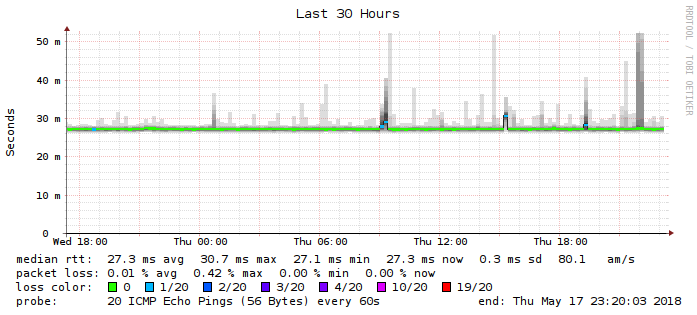 Last 30 Hours
RRDTOOL / TOBI OETIKER
Seconds
50 m
40 m
30 m
20 m
10 m
0
Wed 18:00 Thu 00:00 Thu 06:00 Thu 12:00 Thu 18:00
median rtt: 27.3 ms avg 30.7 ms max 27.1 ms min 27.3 ms now 0.3 ms sd 80.1 am/s
packet loss: 0.01 % avg 0.42 % max 0.00 % min 0.00 % now
loss color: 0 1/20 2/20 3/20 4/20 10/20 19/20
probe: 20 ICMP Echo Pings (56 Bytes) every 60s end: Thu May 17 23:20:03 2018